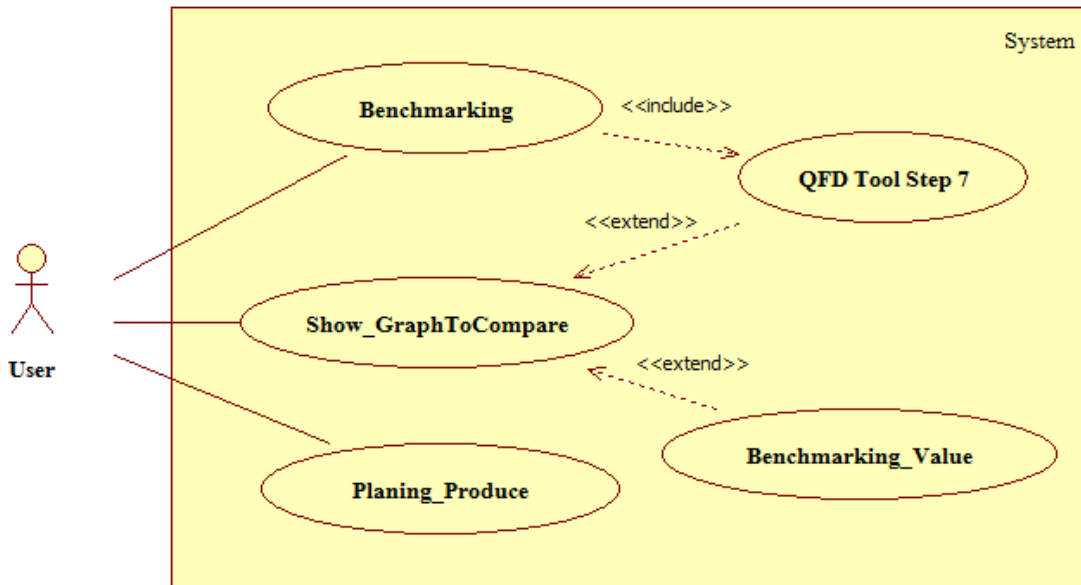 System
Benchmarking
<<include>>
QFD Tool Step 7
<<extend>>
Show_GraphToCompare
<<extend>>
User
Benchmarking_Value
Planing_Produce